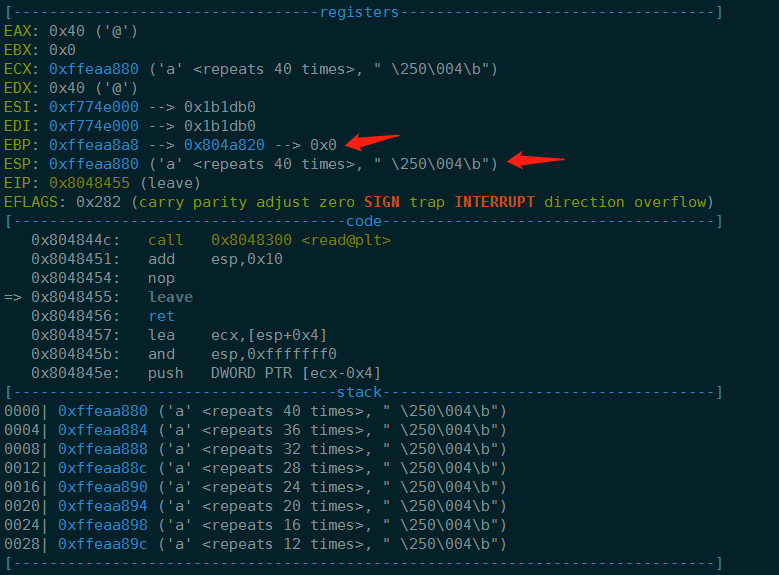 [----------------------------------registers-----------------------------------]
EAX: 0x40 ('@')
EBX: 0x0
ECX: 0xffeaa880 ('a' <repeats 40 times>, " \250\004\b")
EDX: 0x40 ('@')
ESI: 0xf774e000 --> 0x1b1db0
EDI: 0xf774e000 --> 0x1b1db0
EBP: 0xffeaa8a8 --> 0x804a820 --> 0x0
ESP: 0xffeaa880 ('a' <repeats 40 times>, " \250\004\b")
EIP: 0x8048455 (leave)
EFLAGS: 0x282 (carry parity adjust zero SIGN trap INTERRUPT direction overflow)
[-------------------------------------code-------------------------------------]
0x804844c: call 0x8048300 <read@plt>
0x8048451: add esp,0x10
0x8048454: nop
=> 0x8048455: leave
0x8048456: ret
0x8048457: lea ecx,[esp+0x4]
0x804845b: and esp,0xfffffff0
0x804845e: push DWORD PTR [ecx-0x4]
[------------------------------------stack-------------------------------------]
0000| 0xffeaa880 ('a' <repeats 40 times>, " \250\004\b")
0004| 0xffeaa884 ('a' <repeats 36 times>, " \250\004\b")
0008| 0xffeaa888 ('a' <repeats 32 times>, " \250\004\b")
0012| 0xffeaa88c ('a' <repeats 28 times>, " \250\004\b")
0016| 0xffeaa890 ('a' <repeats 24 times>, " \250\004\b")
0020| 0xffeaa894 ('a' <repeats 20 times>, " \250\004\b")
0024| 0xffeaa898 ('a' <repeats 16 times>, " \250\004\b")
0028| 0xffeaa89c ('a' <repeats 12 times>, " \250\004\b")
[------------------------------------------------------------------------------]